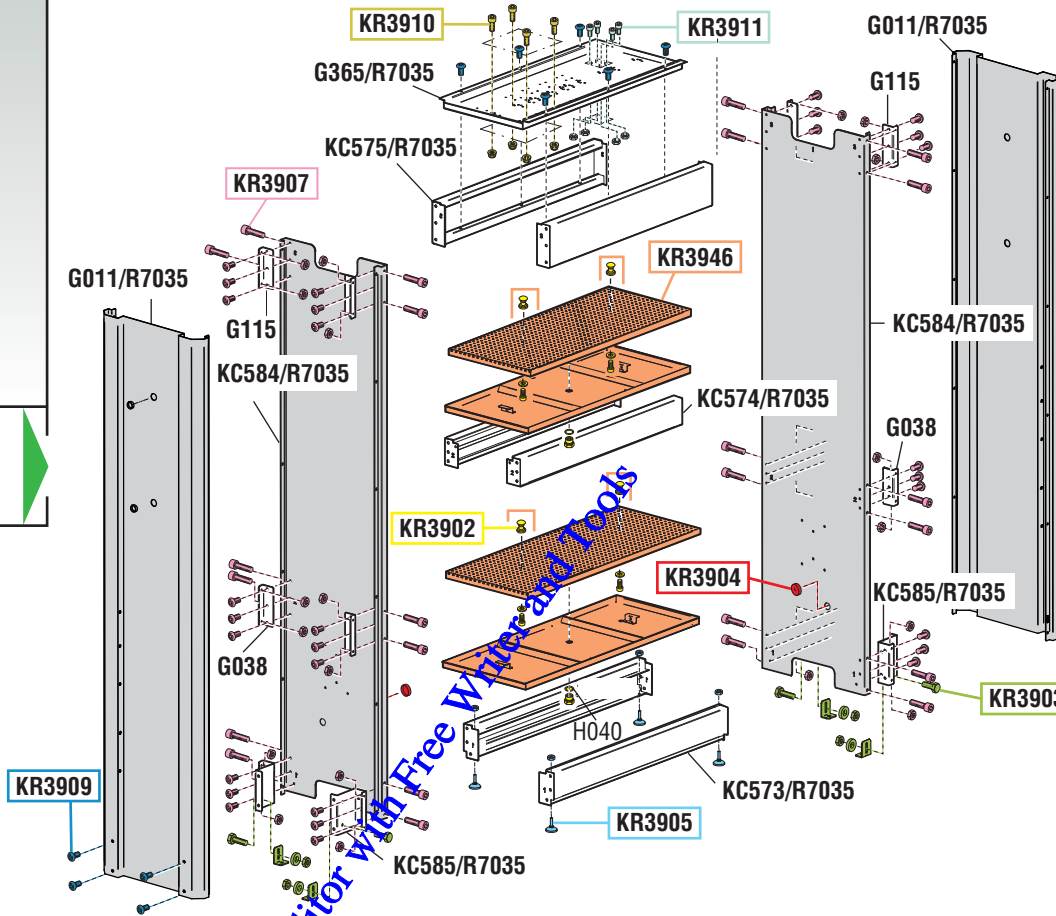 KR3910
KR3911
G011/R7035
G365/R7035
G115
KC575/R7035
KR3907
KR3946
G011/R7035
G115
KC584/R7035
KC584/R7035
KC574/R7035
G038
KR3902
KR3904
KC585/R7035
G038
KR3903
H040
KC573/R7035
KR3909
KR3905
KC585/R7035
Editor with Free Writer and Tools